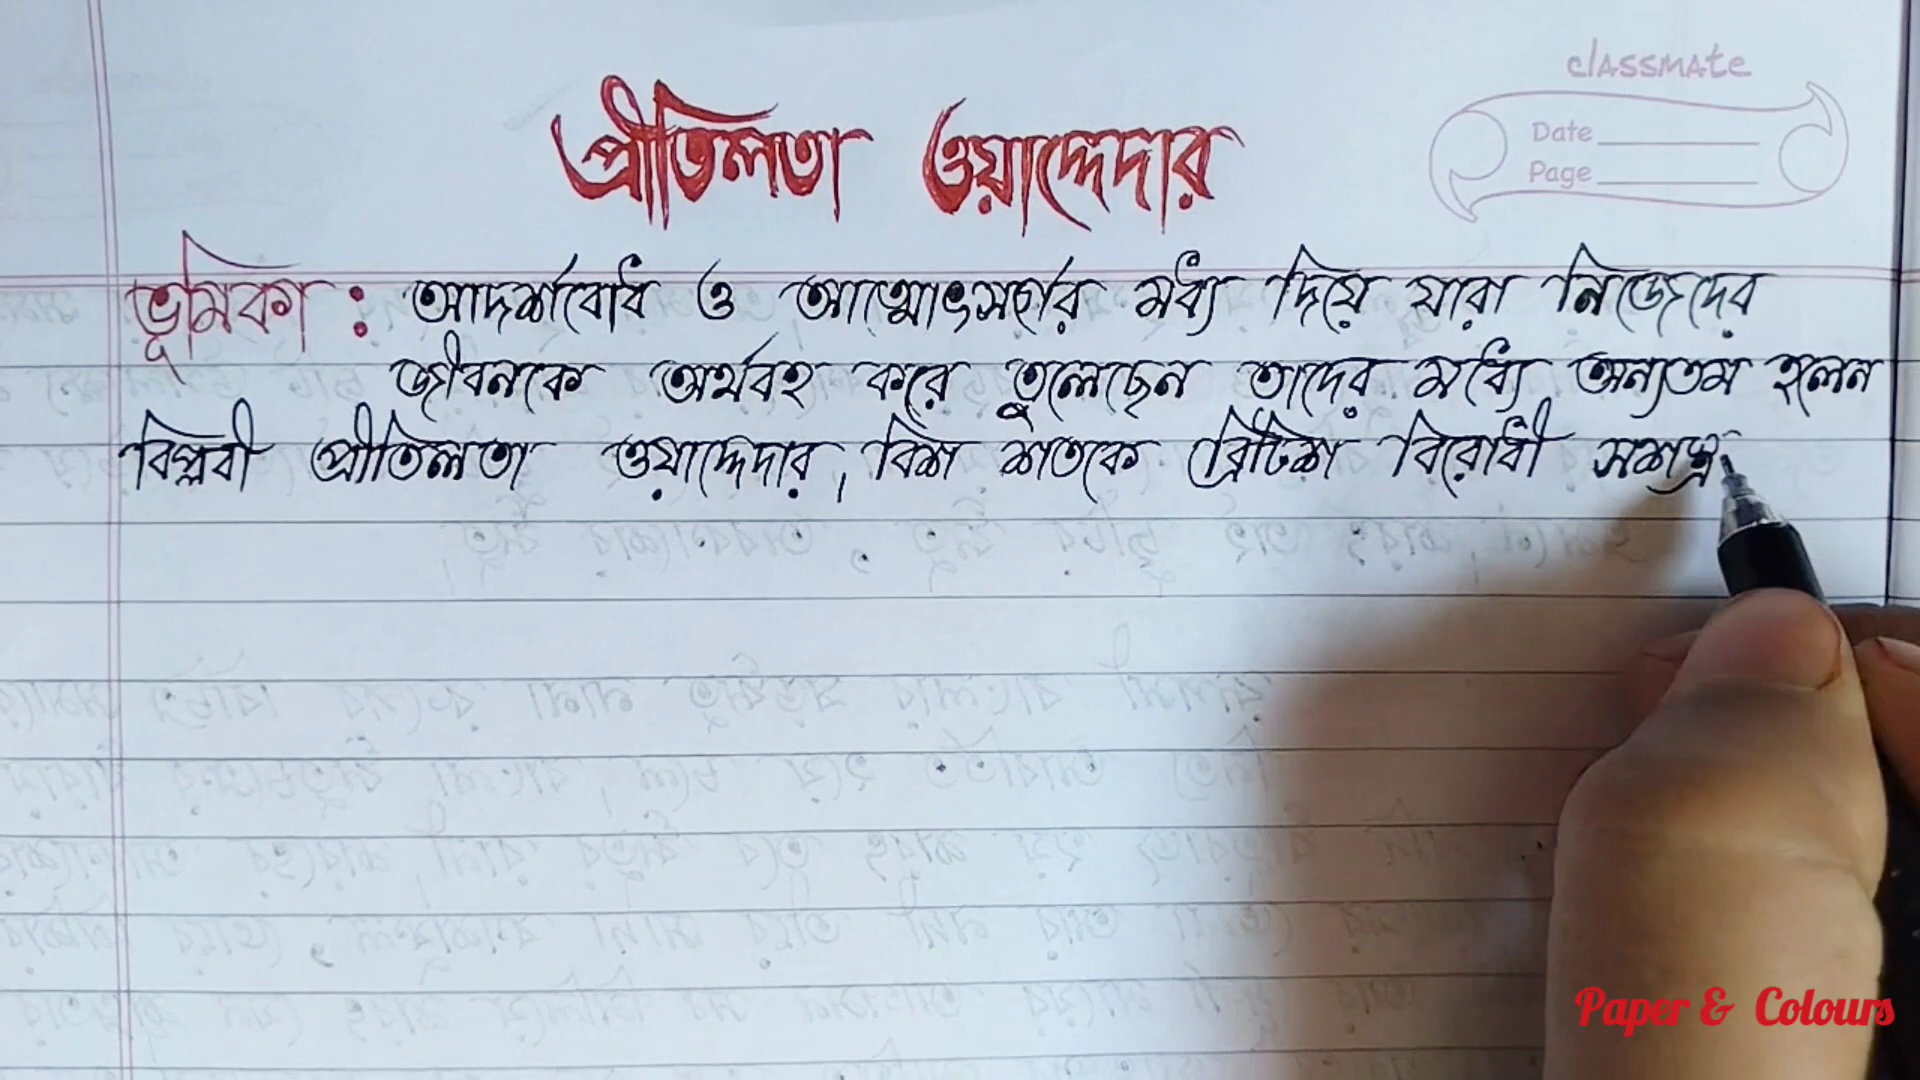 classmate
Date
Page
প্রীতিলতা ওয়াদ্দেদার
ভূমিকা : আদর্শবোধ ও আত্মোৎসর্গের মধ্য দিয়ে যারা নিজেদের
জীবনকে অর্থবহ করে তুলেছেন তাদের মধ্যে অন্যতম হলেন
বিপ্লবী প্রীতিলতা ওয়াদ্দেদার, বিশ শতকে ব্রিটিশ বিরোধী সশস্ত্র
Paper & Colours